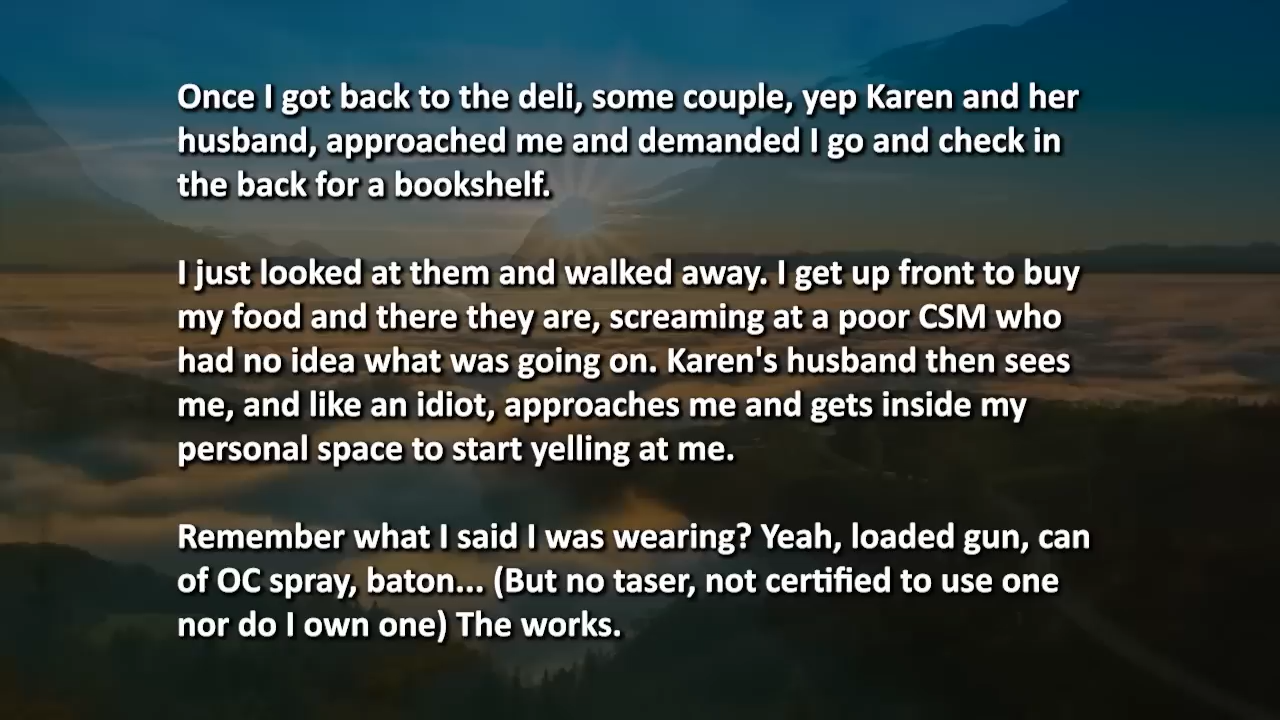 Once I got back to the deli, some couple, yep Karen and her
husband, approached me and demanded I go and check in
the back for a bookshelf.
I just looked at them and walked away. I get up front to buy
my food and there they are, screaming at a poor CSM who
had no idea what was going on. Karen's husband then sees
me, and like an idiot, approaches me and gets inside my
personal space to start yelling at me.
Remember what I said I was wearing? Yeah, loaded gun, can
of OC spray, baton... (But no taser, not certified to use one
nor do I own one) The works.